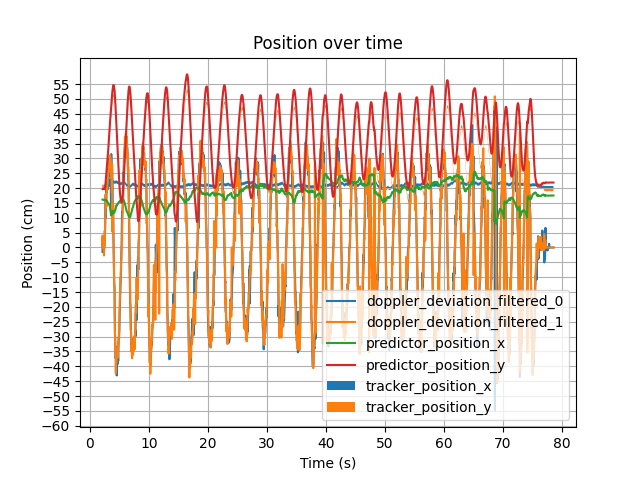 Position over time
Position (cm)
55
50
45
40
35
30
25
20
15
10
5
0
-5
-10
-15
-20
-25
-30
-35
-40
-45
-50
-55
-60
doppler_deviation_filtered_0
doppler_deviation_filtered_1
predictor_position_x
predictor_position_y
tracker_position_x
tracker_position_y
0 10 20 30 40 50 60 70 80
Time (s)